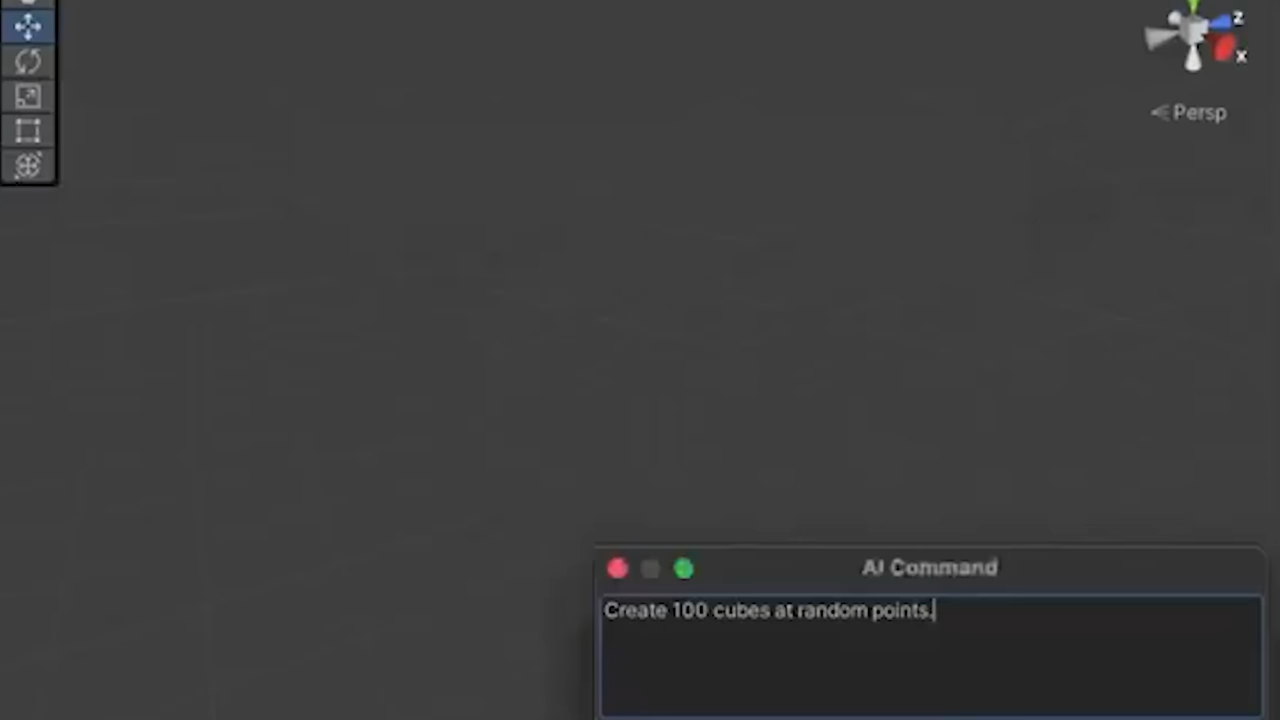 z
x
Persp
AI Command
Create 100 cubes at random points.